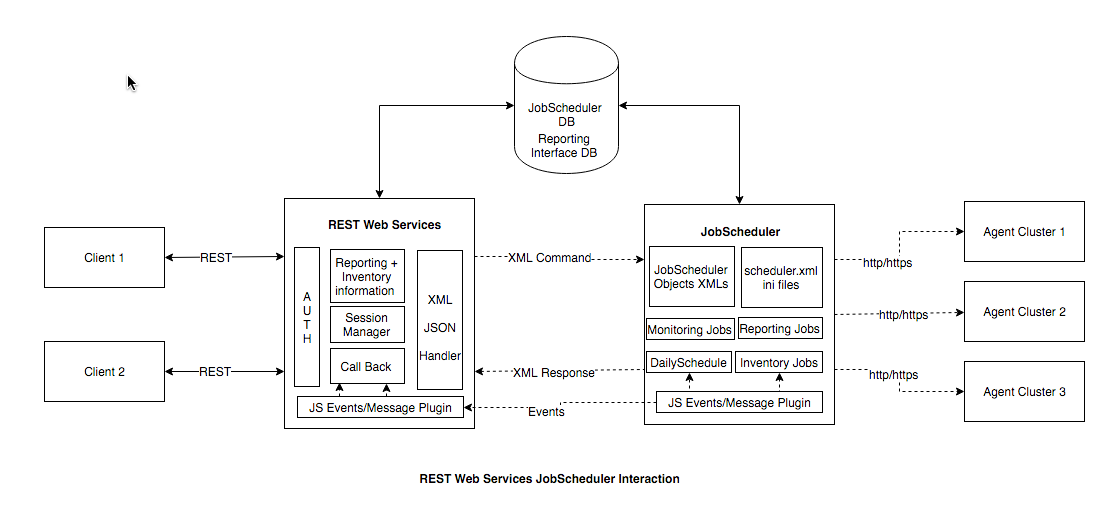 JobScheduler
DB
Reporting
Interface DB
REST Web Services
JobScheduler
Client 1
REST
AUTH
Reporting +
Inventory
information
Session
Manager
Call Back
XML
JSON
Handler
JS Events/Message Plugin
Client 2
REST
XML Command
XML Response
Events
JobScheduler
Objects XMLs
scheduler.xml
ini files
Monitoring Jobs
Reporting Jobs
DailySchedule
Inventory Jobs
JS Events/Message Plugin
http/https
http/https
http/https
Agent Cluster 1
Agent Cluster 2
Agent Cluster 3
REST Web Services JobScheduler Interaction